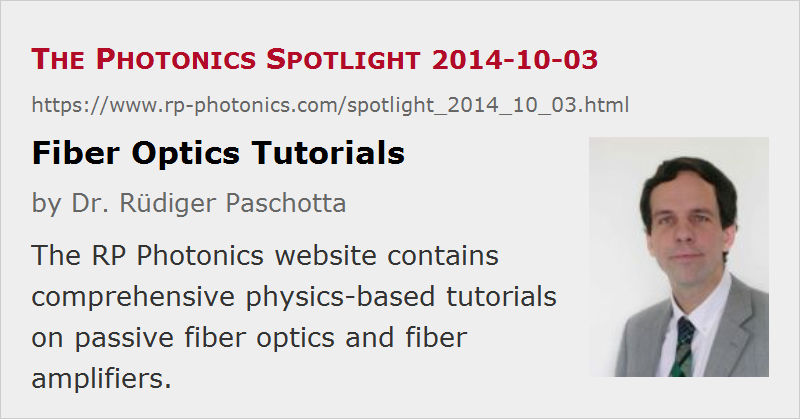 The Photonics Spotlight 2014-10-03
https://www.rp-photonics.com/spotlight_2014_10_03.html
Fiber Optics Tutorials
by Dr. Rüdiger Paschotta
The RP Photonics website contains
comprehensive physics-based tutorials
on passive fiber optics and fiber
amplifiers.